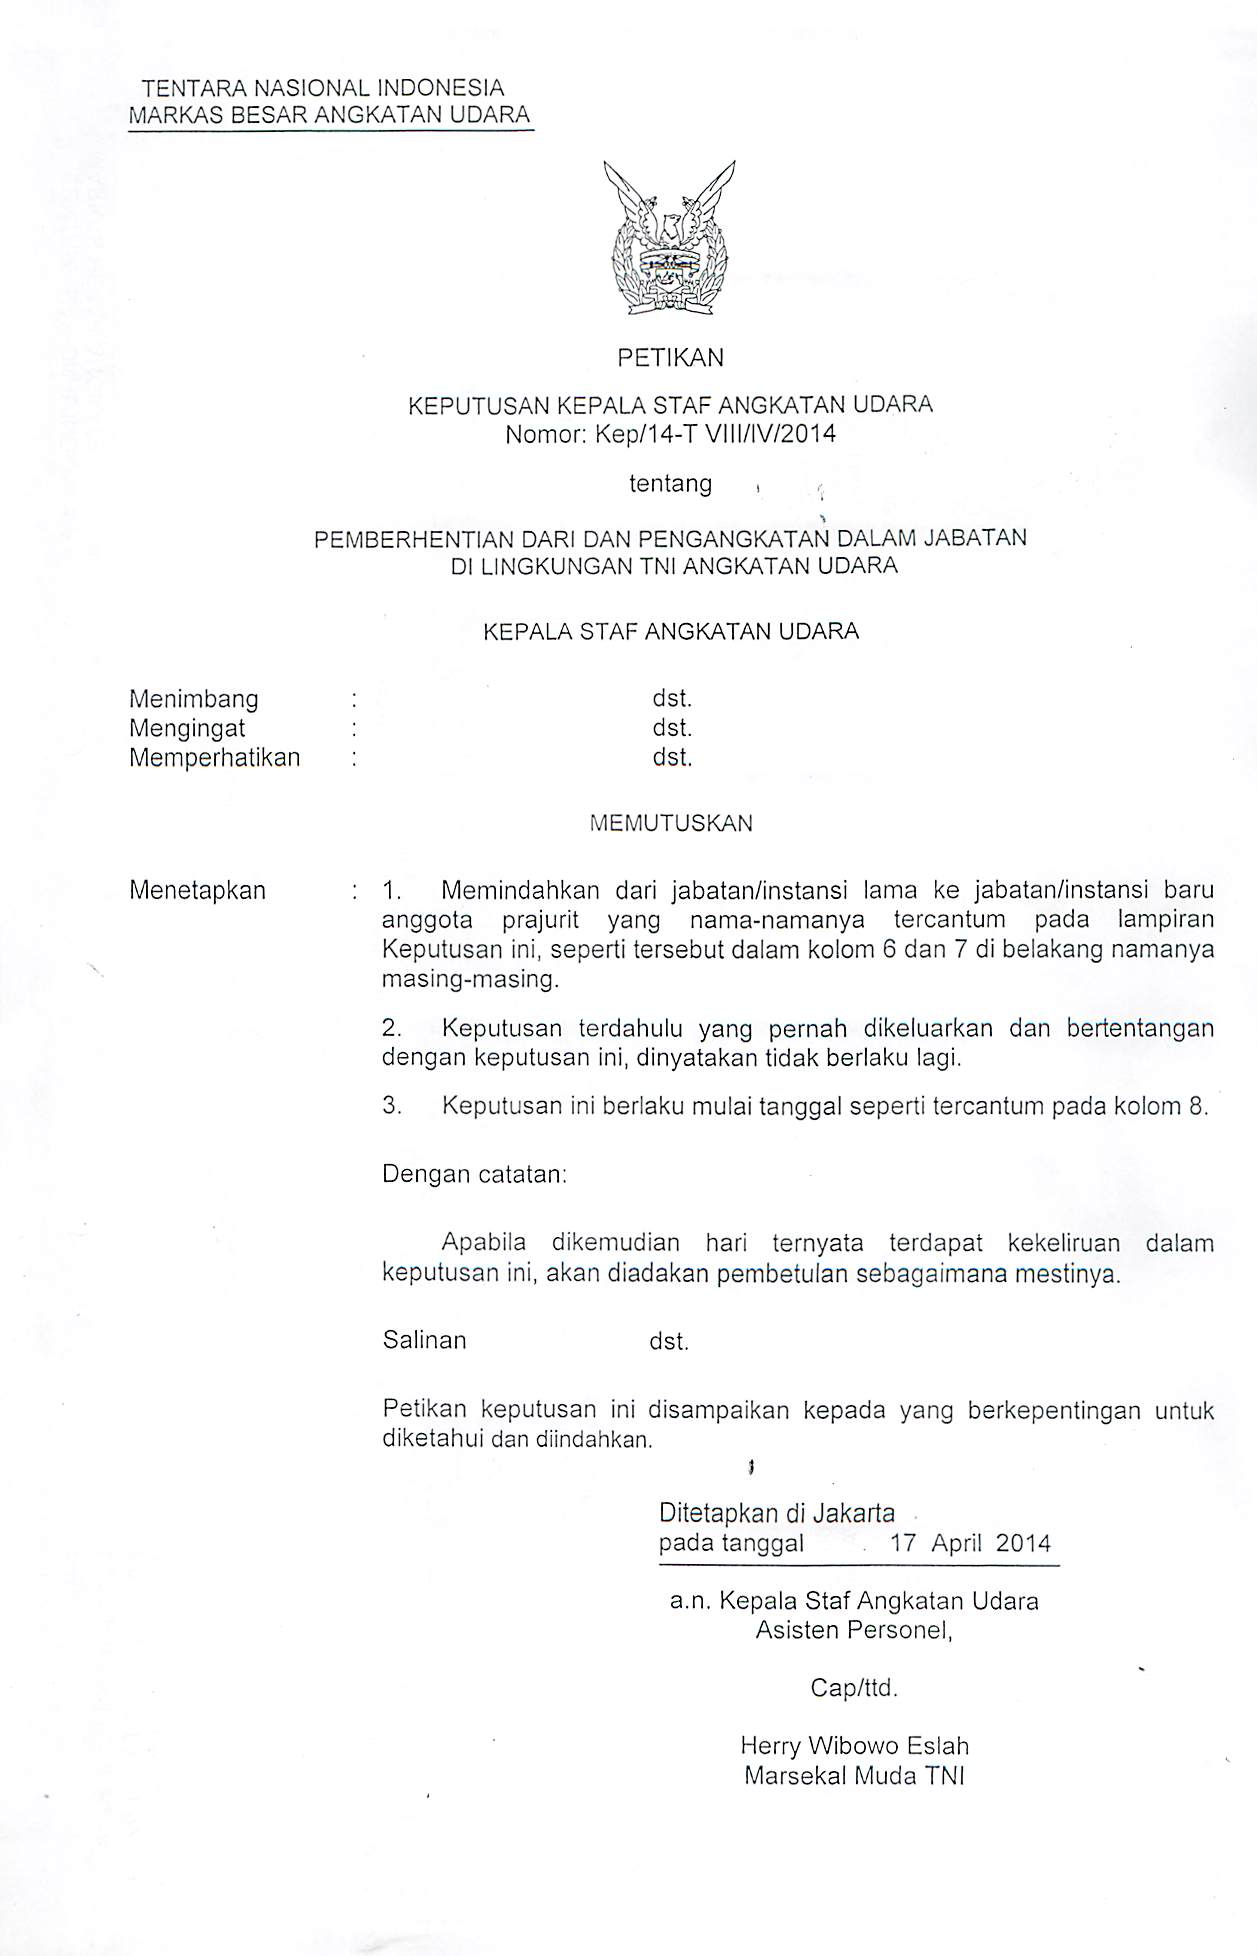 TENTARA NASIONAL INDONESIA
MARKAS BESAR ANGKATAN UDARA
PETIKAN
KEPUTUSAN KEPALA STAF ANGKATAN UDARA
Nomor: Kep/14-T VIII/IV/2014
tentang
PEMBERHENTIAN DARI DAN PENGANGKATAN DALAM JABATAN
DI LINGKUNGAN TNI ANGKATAN UDARA
KEPALA STAF ANGKATAN UDARA
Menimbang : dst.
Mengingat : dst.
Memperhatikan : dst.
MEMUTUSKAN
Menetapkan : 1. Memindahkan dari jabatan/instansi lama ke jabatan/instansi baru
anggota prajurit yang nama-namanya tercantum pada lampiran
Keputusan ini, seperti tersebut dalam kolom 6 dan 7 di belakang namanya
masing-masing.
2. Keputusan terdahulu yang pernah dikeluarkan dan bertentangan
dengan keputusan ini, dinyatakan tidak berlaku lagi.
3. Keputusan ini berlaku mulai tanggal seperti tercantum pada kolom 8.
Dengan catatan:
Apabila dikemudian hari ternyata terdapat kekeliruan dalam
keputusan ini, akan diadakan pembetulan sebagaimana mestinya.
Salinan dst.
Petikan keputusan ini disampaikan kepada yang berkepentingan untuk
diketahui dan diindahkan.
Ditetapkan di Jakarta
pada tanggal 17 April 2014
a.n. Kepala Staf Angkatan Udara
Asisten Personel,
Cap/ttd.
Herry Wibowo Eslah
Marsekal Muda TNI